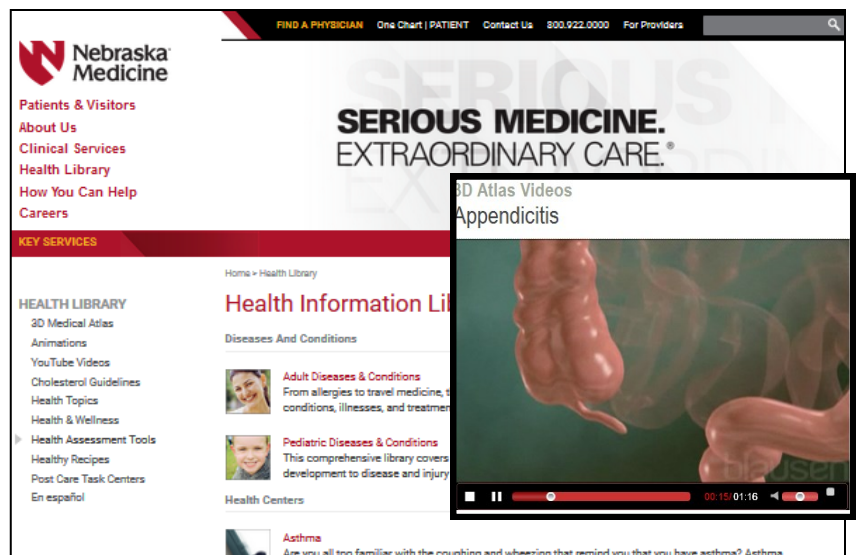 FIND A PHYSICIAN One Chart | PATIENT Contact Us 800.922.0000 For Providers
Nebraska
Medicine
Patients & Visitors
About Us
Clinical Services
Health Library
How You Can Help
Careers
SERIOUS
SERIOUS MEDICINE.
EXTRAORDINARY CARE.®
KEY SERVICES
3D Atlas Videos
Appendicitis
blausen
00:15/01:16
Home > Health Library
HEALTH LIBRARY
3D Medical Atlas
Animations
YouTube Videos
Cholesterol Guidelines
Health Topics
Health & Wellness
Health Assessment Tools
Healthy Recipes
Post Care Task Centers
En español
Health Information Li
Diseases And Conditions
Adult Diseases & Conditions
From allergies to travel medicine, t
conditions, illnesses, and treatmen
Pediatric Diseases & Conditions
This comprehensive library covers
development to disease and injury
Health Centers
Asthma
Are you all too familiar with the coughing and wheezing that remind you that you have asthma? Asthma